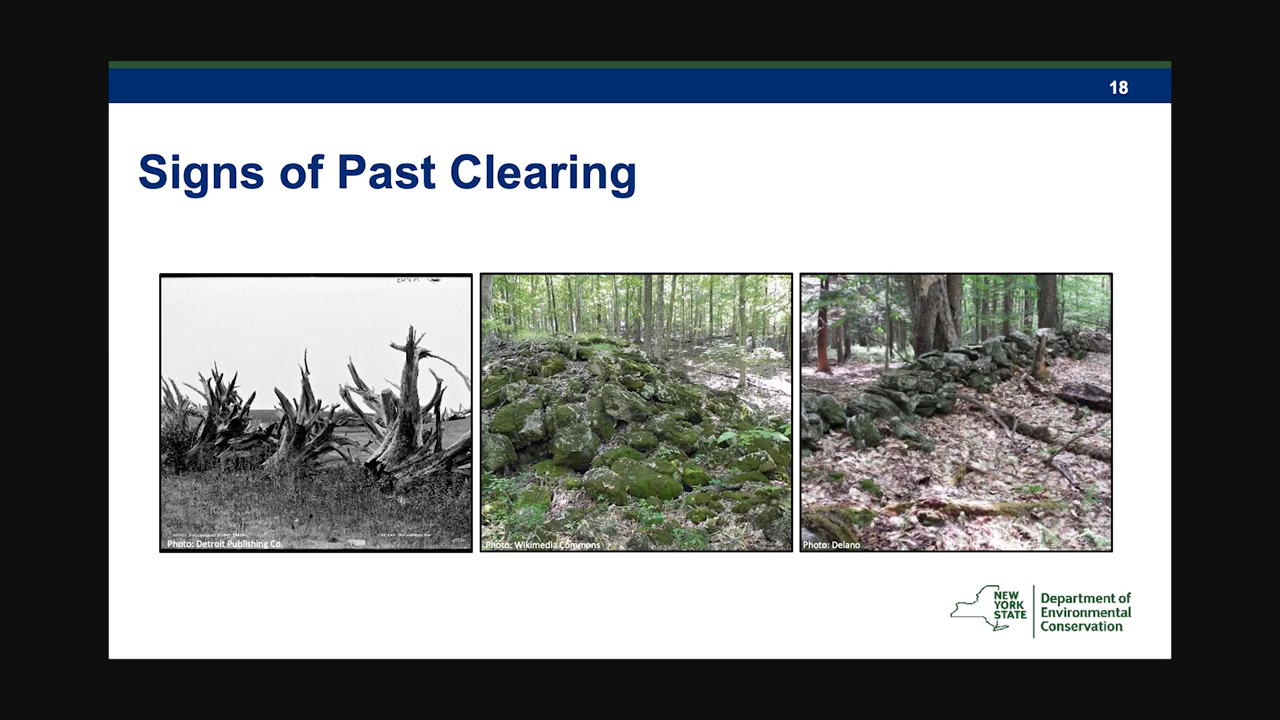 18
Signs of Past Clearing
Photo: Detroit Publishing Co.
Photo: Wikimedia Commons
Photo: Delano
NEW
YORK
STATE
Department of
Environmental
Conservation